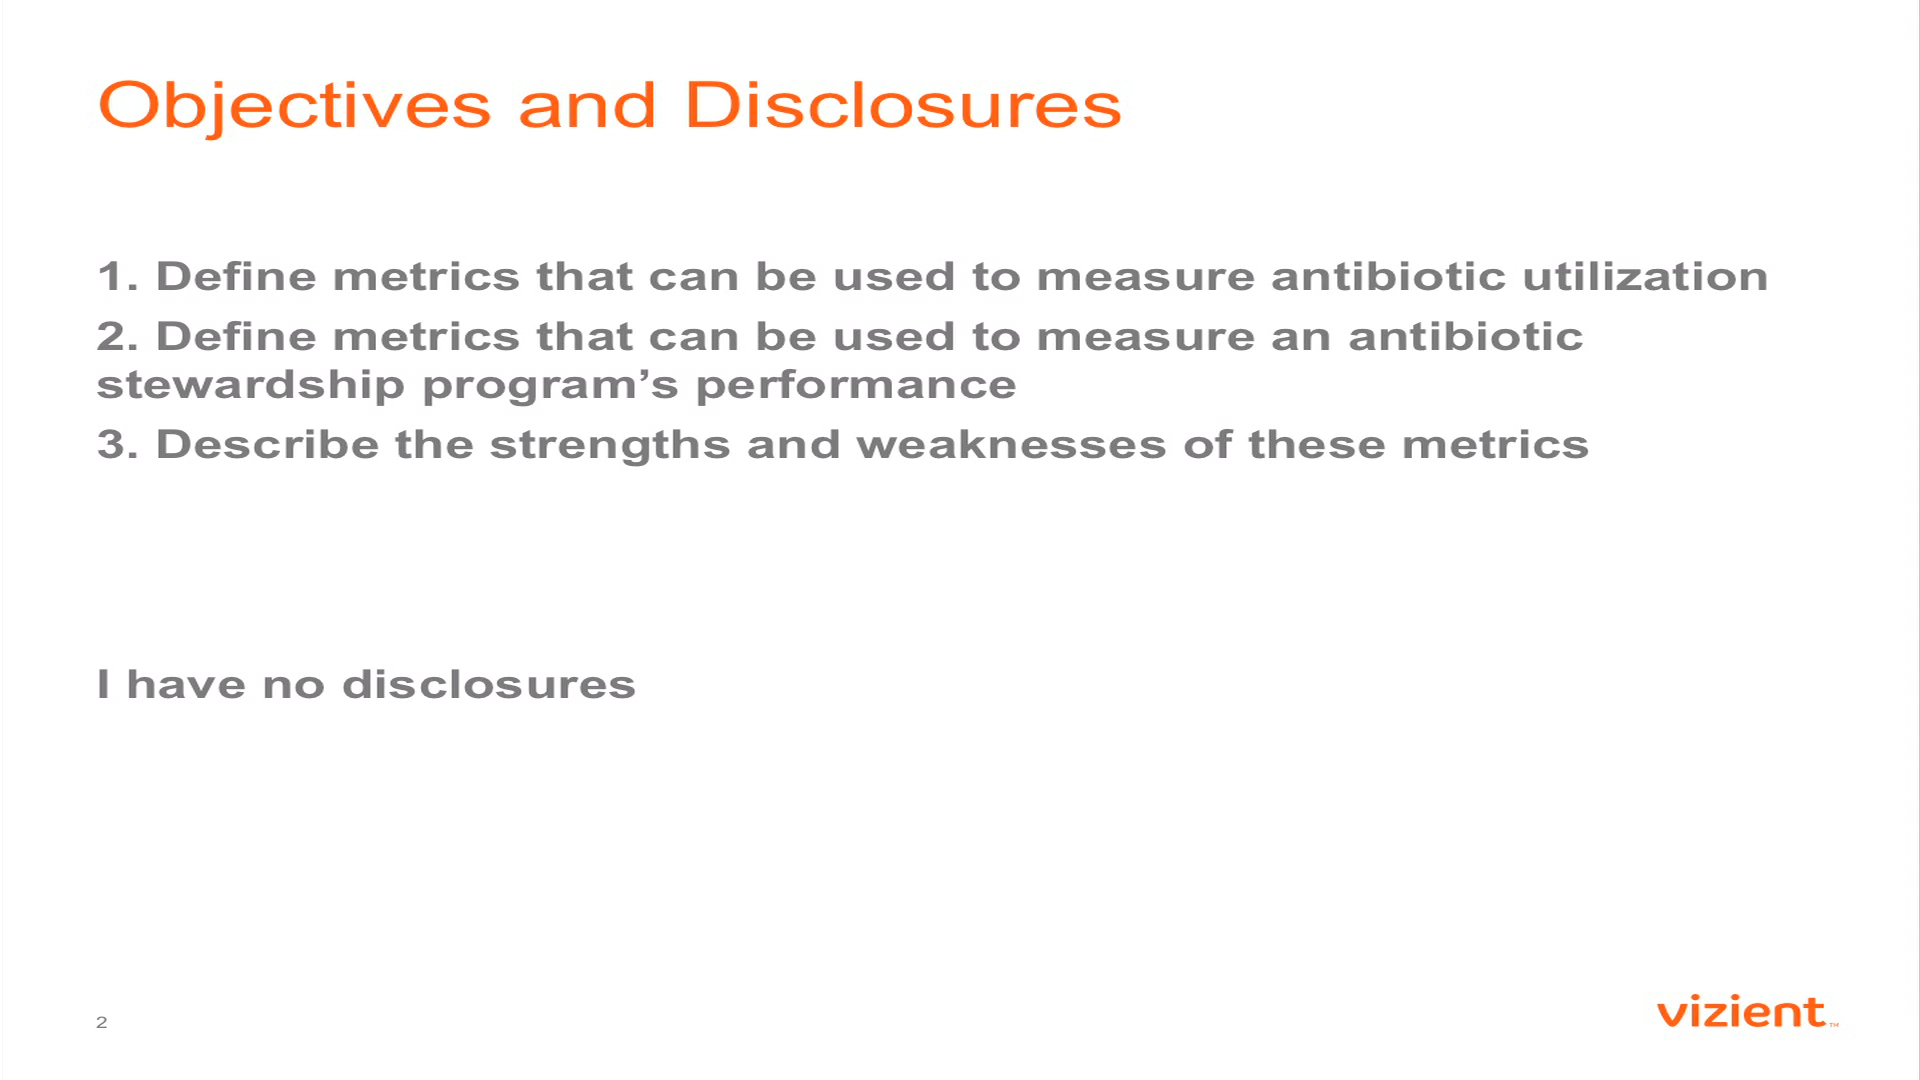 Objectives and Disclosures
1. Define metrics that can be used to measure antibiotic utilization
2. Define metrics that can be used to measure an antibiotic
stewardship program’s performance
3. Describe the strengths and weaknesses of these metrics
I have no disclosures
2
vizient™